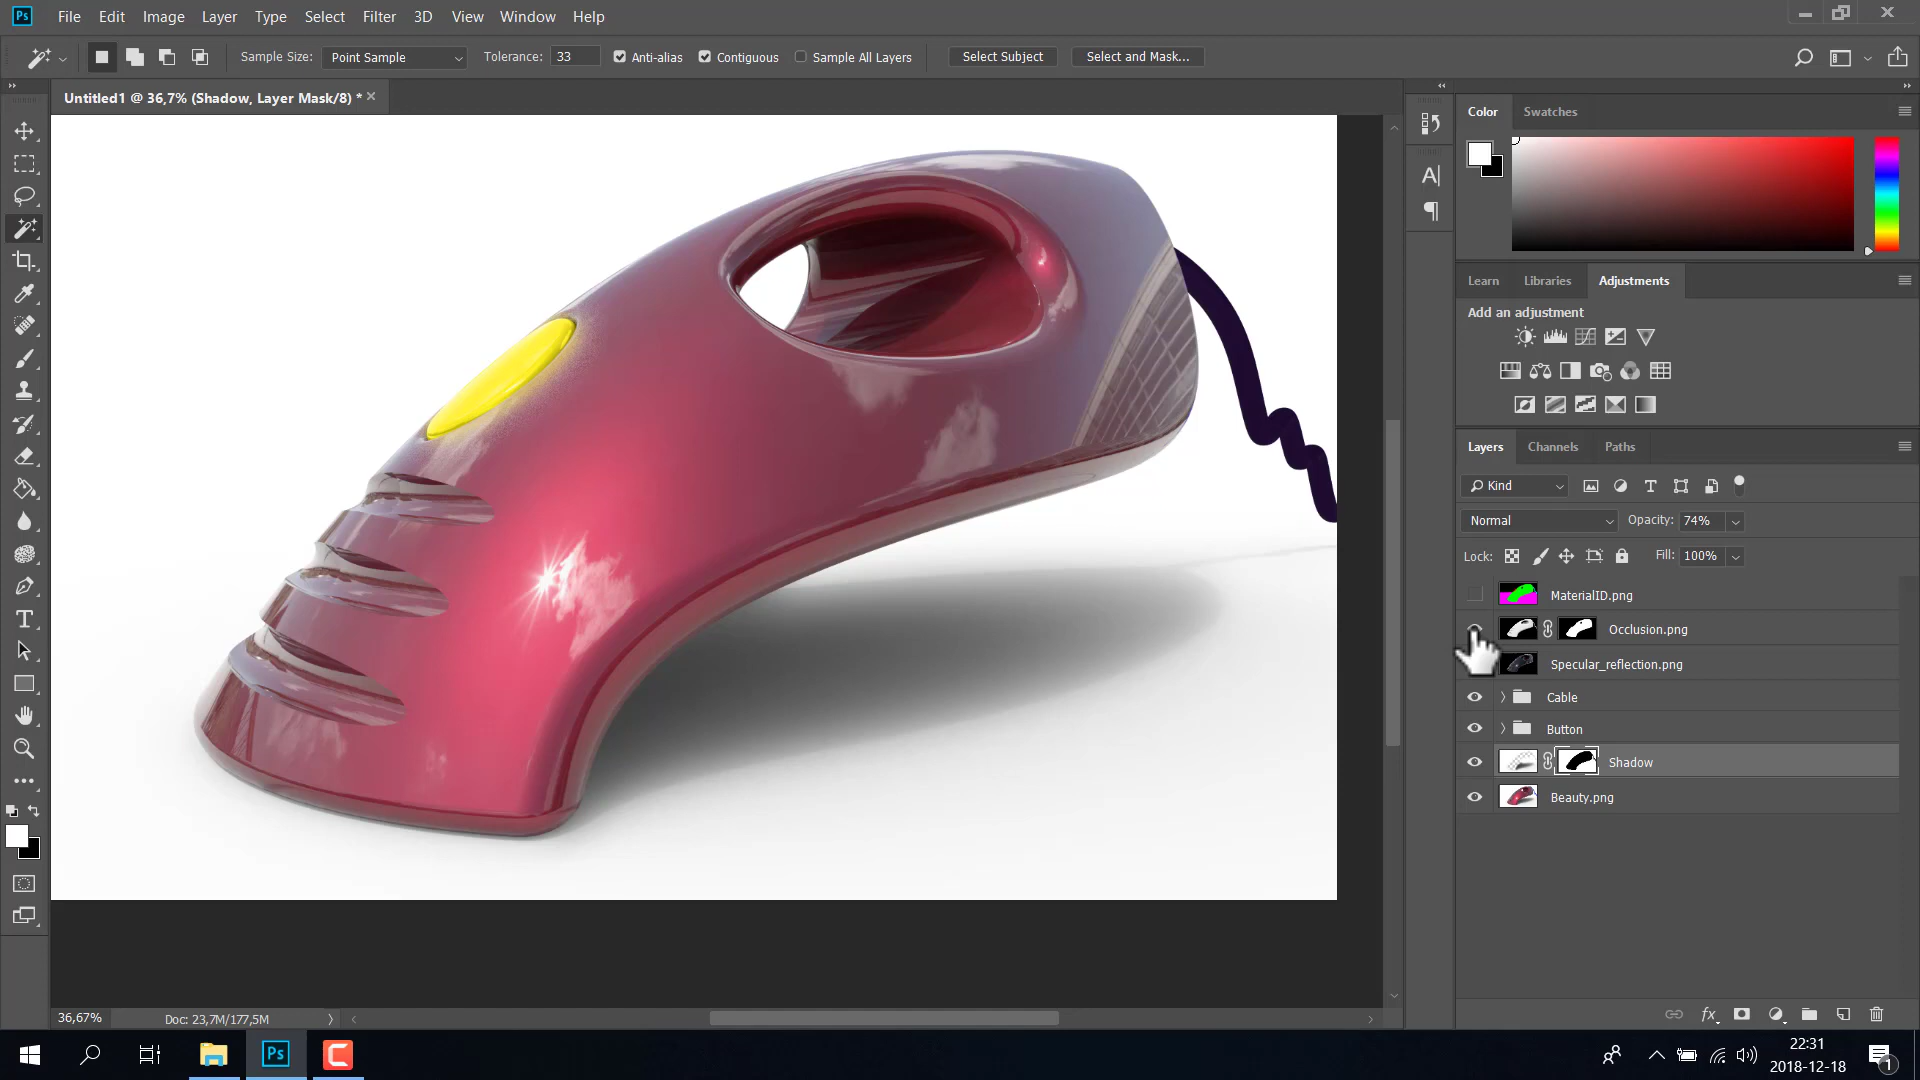 Ps File Edit Image Layer Type Select Filter 3D View Window Help
Sample Size: Point Sample Tolerance: 33 Anti-alias Contiguous Sample All Layers Select Subject Select and Mask...
Untitled1 @ 36,7% (Shadow, Layer Mask/8) *
Color Swatches
Learn Libraries Adjustments
Add an adjustment
Layers Channels Paths
Kind
Normal Opacity: 74%
Lock: Fill: 100%
MaterialID.png
Occlusion.png
Specular_reflection.png
Cable
Button
Shadow
Beauty.png
36,67% Doc: 23,7M/177,5M
Ps
22:31
2018-12-18
1